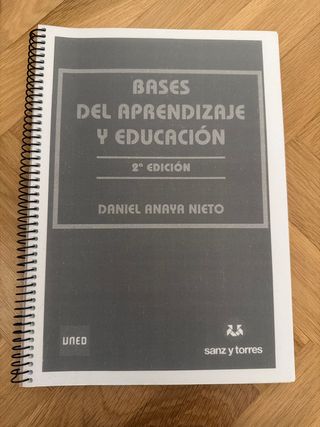 BASES
DEL APRENDIZAJE
Y EDUCACIÓN
2ª EDICIÓN
DANIEL ANAYA NIETO
UNED
sanz y torres